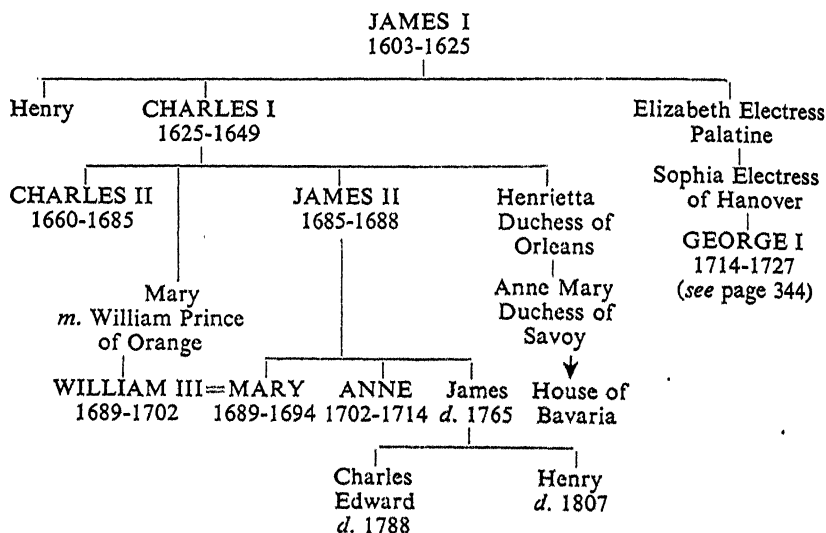 JAMES I
1603-1625
Henry
CHARLES I
1625-1649
Elizabeth Electress
Palatine
CHARLES II
1660-1685
JAMES II
1685-1688
Henrietta
Duchess of
Orleans
Sophia Electress
of Hanover
GEORGE I
1714-1727
(see page 344)
Mary
m. William Prince
of Orange
Anne Mary
Duchess of
Savoy
WILLIAM III=MARY
1689-1702 1689-1694
ANNE
1702-1714
James
d. 1765
House of
Bavaria
Charles
Edward
d. 1788
Henry
d. 1807